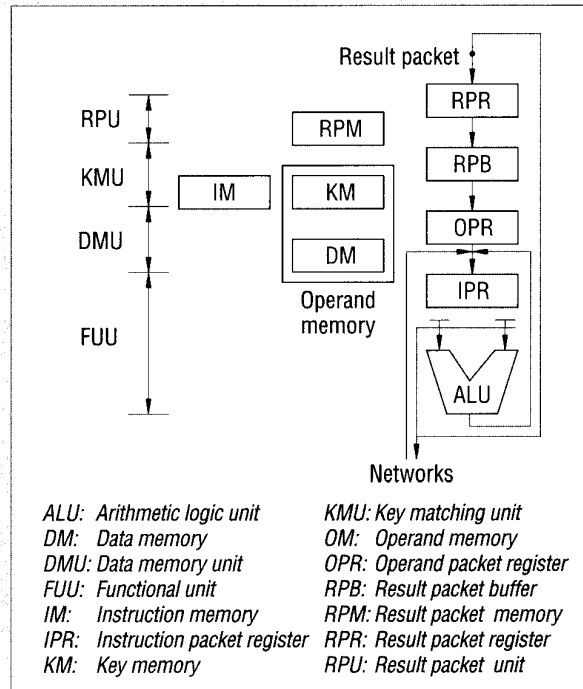 Result packet
RPR
RPU
RPM
KMU
RPB
IM
KM
OPR
DMU
DM
Operand
memory
IPR
FUU
ALU
Networks
ALU: Arithmetic logic unit
DM: Data memory
DMU: Data memory unit
FUU: Functional unit
IM: Instruction memory
IPR: Instruction packet register
KM: Key memory
KMU: Key matching unit
OM: Operand memory
OPR: Operand packet register
RPB: Result packet buffer
RPM: Result packet memory
RPR: Result packet register
RPU: Result packet unit